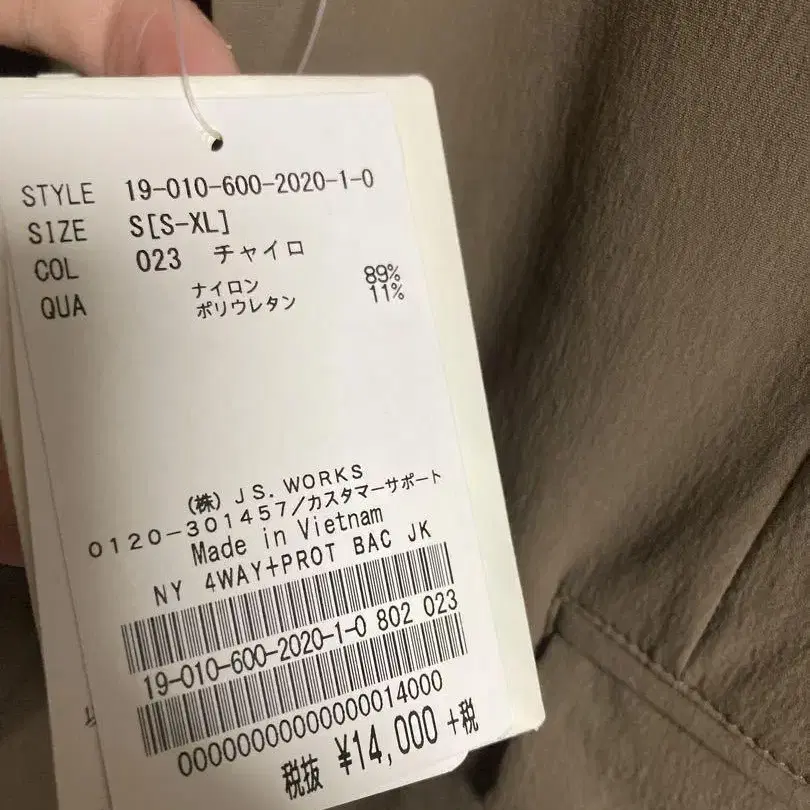 STYLE 19-010-600-2020-1-0
SIZE S[S-XL]
COL 023 チャイロ
QUA ナイロン 89%
ポリウレタン 11%
(株) JS. WORKS
0120-301457/カスタマーサポート
Made in Vietnam
NY 4WAY+PROT BAC JK
19-010-600-2020-1-0 802 023
00000000000000014000
税抜 ¥14,000 +税